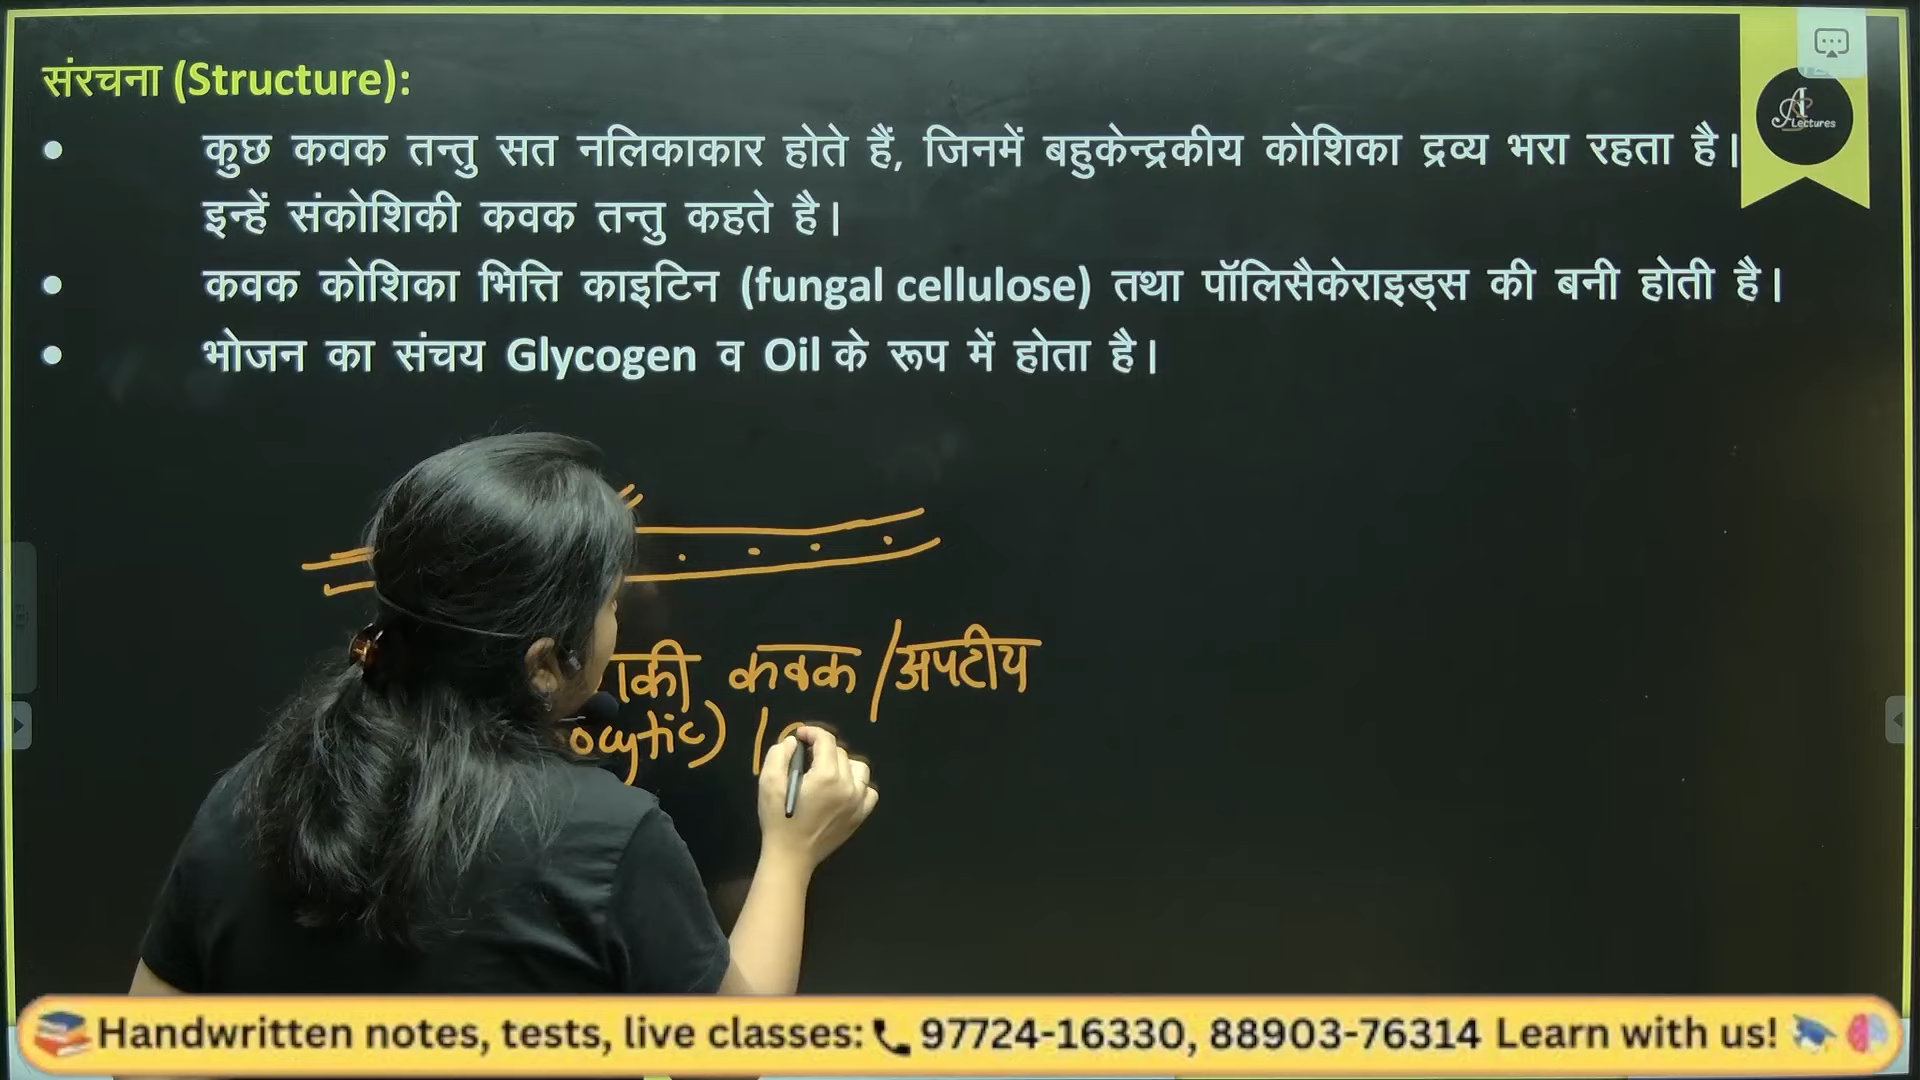 संरचना (Structure):
• कुछ कवक तन्तु सत नलिकाकार होते हैं, जिनमें बहुकेन्द्रकीय कोशिका द्रव्य भरा रहता है।
इन्हें संकोशिकी कवक तन्तु कहते है।
• कवक कोशिका भित्ति काइटिन (fungal cellulose) तथा पॉलिसैकेराइड्स की बनी होती है।
• भोजन का संचय Glycogen व Oil के रूप में होता है।
कवक / अपटीय
AS Lectures
Handwritten notes, tests, live classes: 97724-16330, 88903-76314 Learn with us!